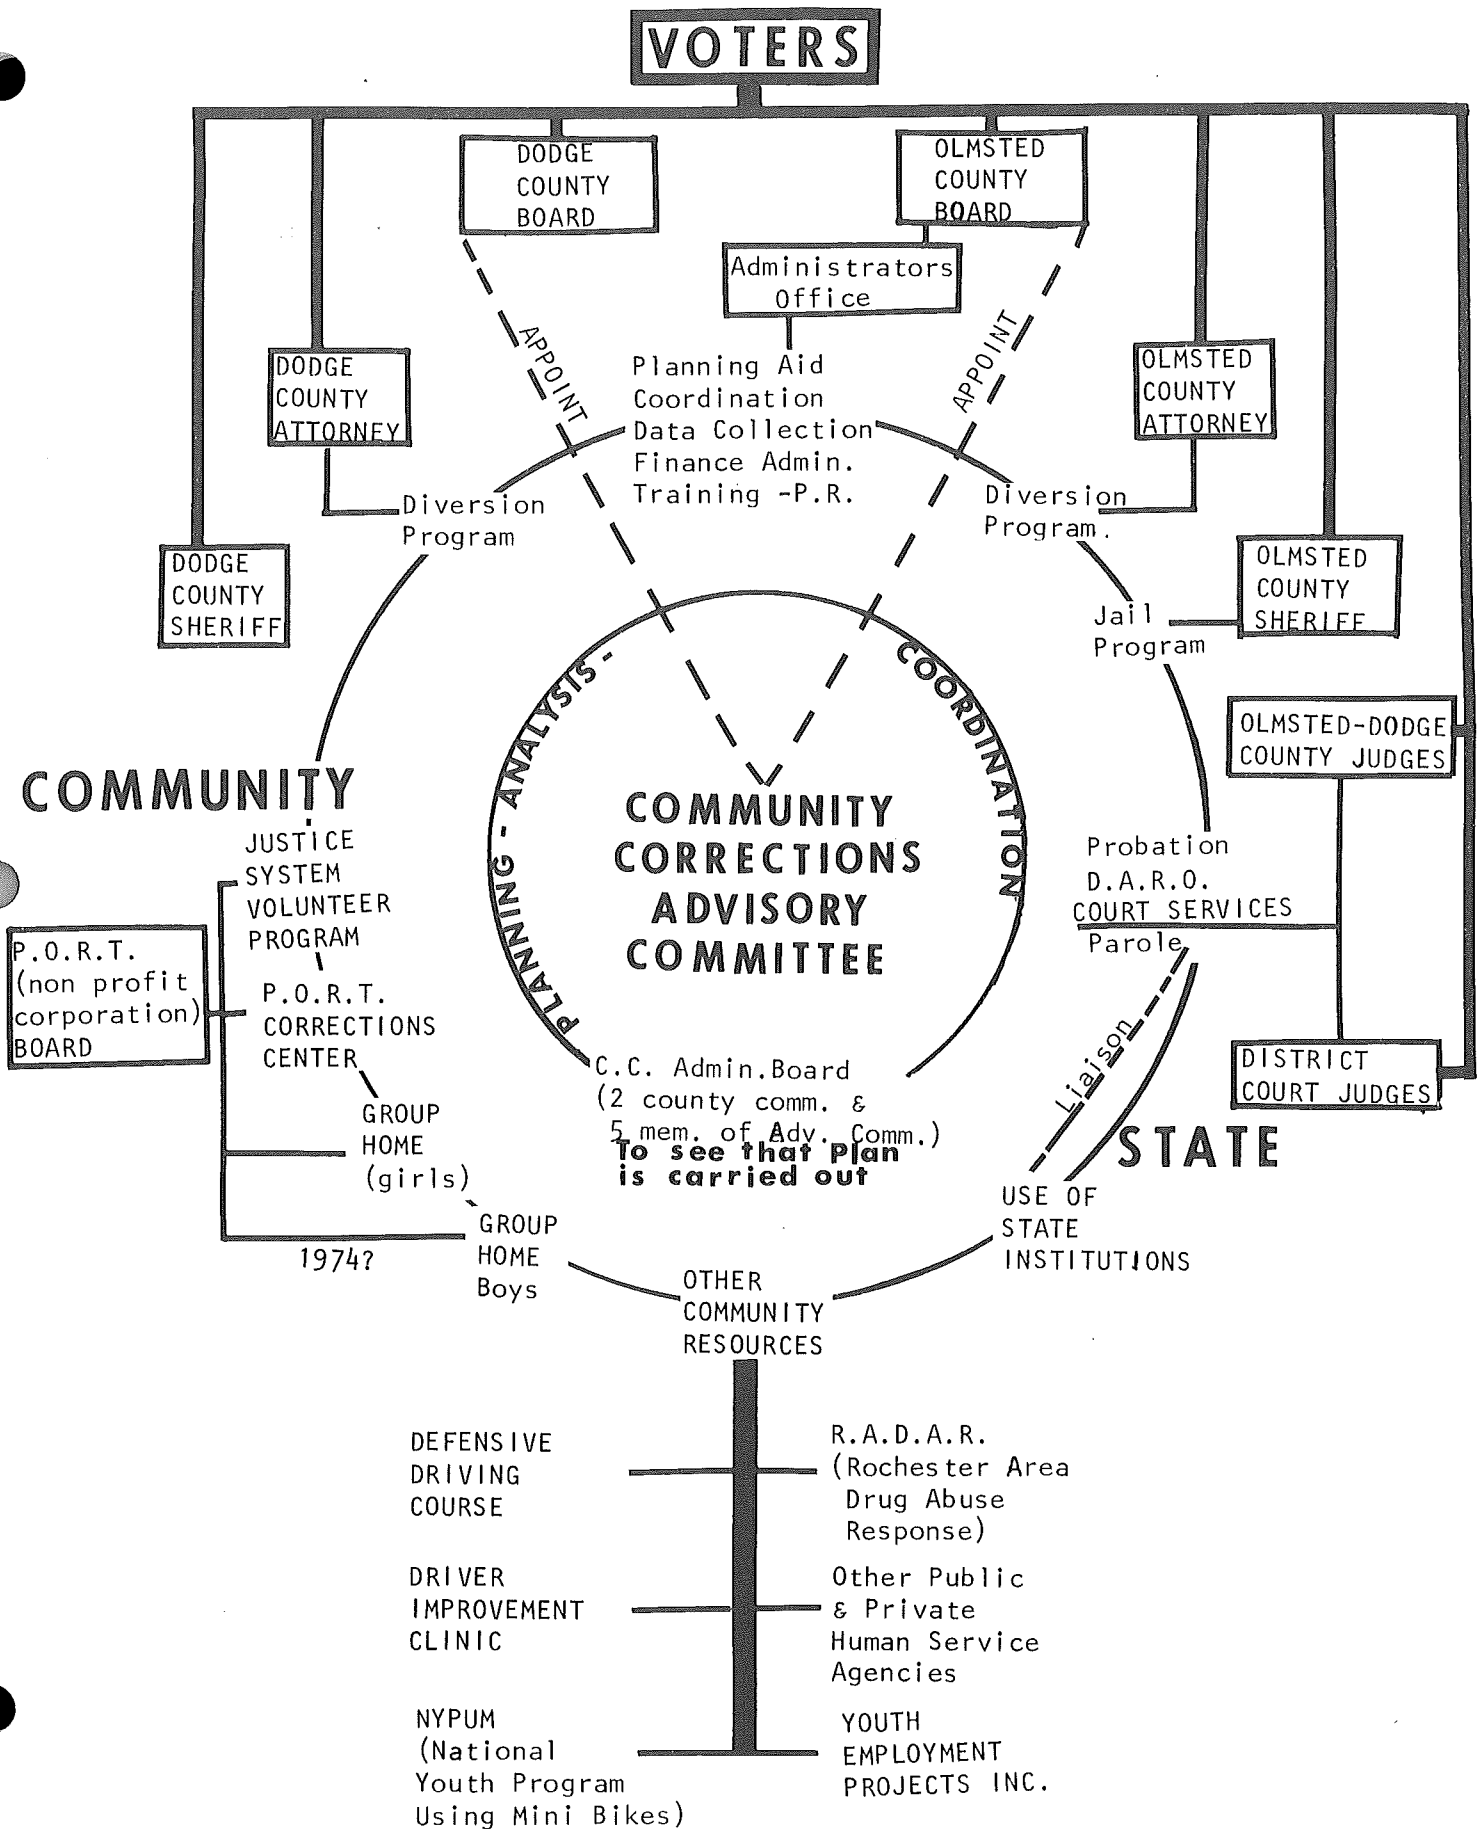 VOTERS
DODGE
COUNTY
BOARD
OLMSTED
COUNTY
BOARD
Administrators
Office
APPOINT
APPOINT
DODGE
COUNTY
ATTORNEY
Planning Aid
Coordination
Data Collection
Finance Admin.
Training -P.R.
OLMSTED
COUNTY
ATTORNEY
Diversion
Program
Diversion
Program.
DODGE
COUNTY
SHERIFF
OLMSTED
COUNTY
SHERIFF
Jail
Program
PLANNING - ANALYSIS -
COORDINATION
OLMSTED-DODGE
COUNTY JUDGES
COMMUNITY
COMMUNITY
CORRECTIONS
ADVISORY
COMMITTEE
JUSTICE
SYSTEM
VOLUNTEER
PROGRAM
Probation
D.A.R.O.
COURT SERVICES
Parole
P.O.R.T.
(non profit
corporation)
BOARD
P.O.R.T.
CORRECTIONS
CENTER
Liaison
DISTRICT
COURT JUDGES
C.C. Admin.Board
(2 county comm. &
5 mem. of Adv. Comm.)
To see that Plan
is carried out
GROUP
HOME
(girls)
STATE
USE OF
STATE
INSTITUTIONS
GROUP
HOME
Boys
1974?
OTHER
COMMUNITY
RESOURCES
DEFENSIVE
DRIVING
COURSE
R.A.D.A.R.
(Rochester Area
Drug Abuse
Response)
DRIVER
IMPROVEMENT
CLINIC
Other Public
& Private
Human Service
Agencies
NYPUM
(National
Youth Program
Using Mini Bikes)
YOUTH
EMPLOYMENT
PROJECTS INC.